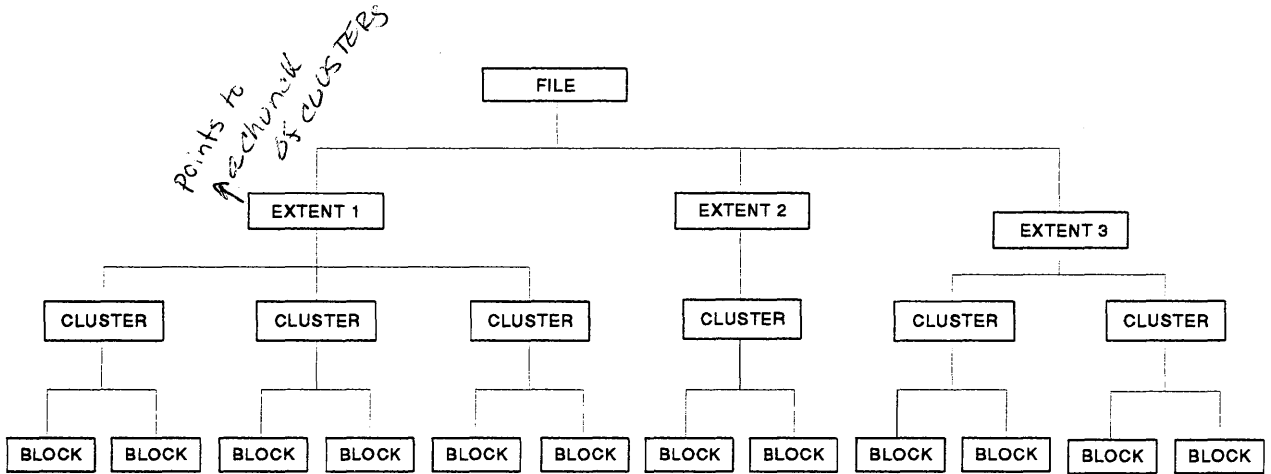 points to
a chunk
of CLUSTERS
FILE
EXTENT 1
EXTENT 2
EXTENT 3
CLUSTER CLUSTER CLUSTER CLUSTER CLUSTER CLUSTER
BLOCK BLOCK BLOCK BLOCK BLOCK BLOCK BLOCK BLOCK BLOCK BLOCK BLOCK BLOCK